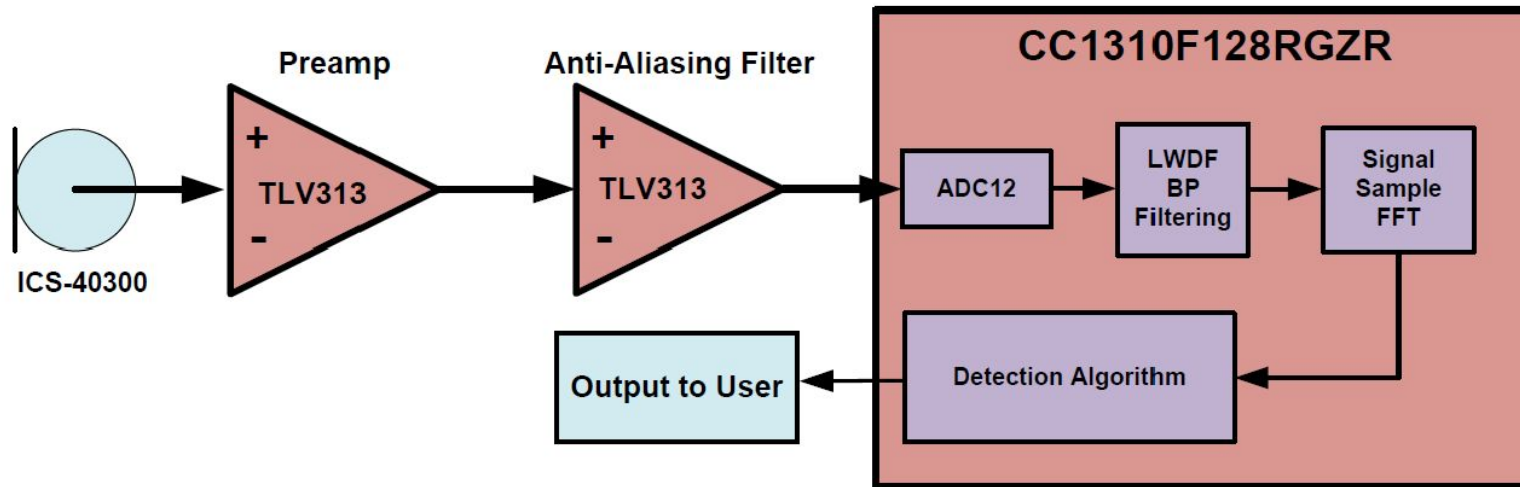 CC1310F128RGZR
Preamp
Anti-Aliasing Filter
+
TLV313
-
+
TLV313
-
ICS-40300
ADC12
LWDF
BP
Filtering
Signal
Sample
FFT
Detection Algorithm
Output to User